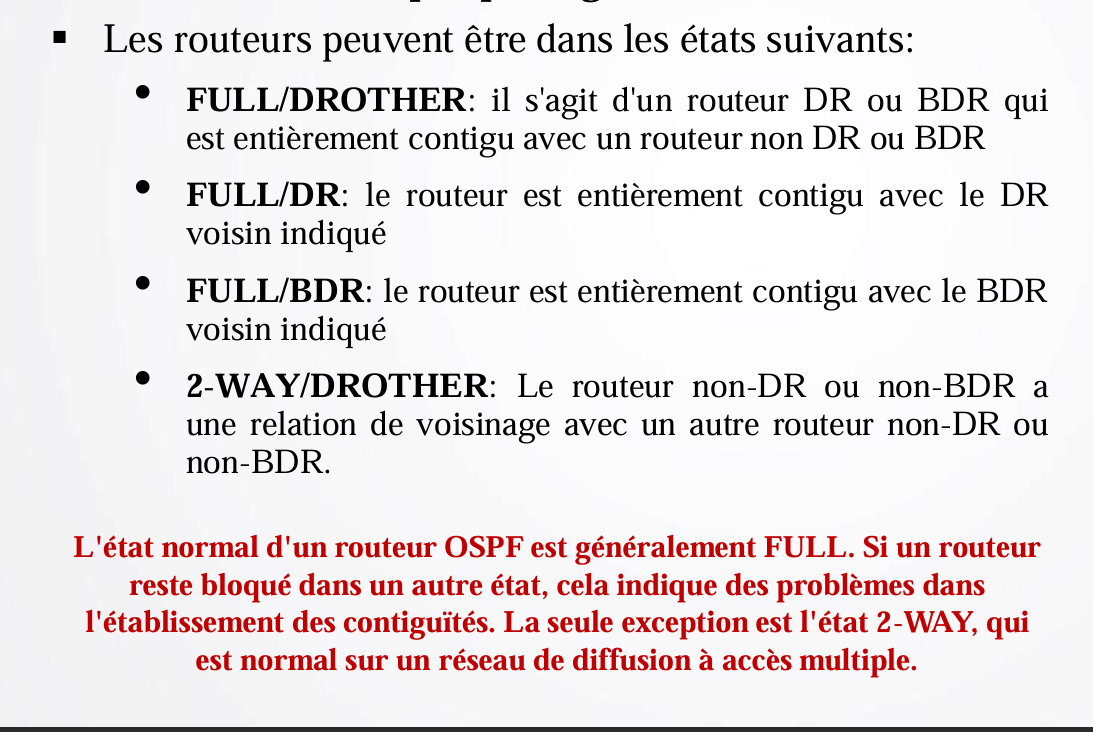 ▪ Les routeurs peuvent être dans les états suivants:
• FULL/DROTHER: il s'agit d'un routeur DR ou BDR qui
est entièrement contigu avec un routeur non DR ou BDR
• FULL/DR: le routeur est entièrement contigu avec le DR
voisin indiqué
• FULL/BDR: le routeur est entièrement contigu avec le BDR
voisin indiqué
• 2-WAY/DROTHER: Le routeur non-DR ou non-BDR a
une relation de voisinage avec un autre routeur non-DR ou
non-BDR.
L'état normal d'un routeur OSPF est généralement FULL. Si un routeur
reste bloqué dans un autre état, cela indique des problèmes dans
l'établissement des contiguïtés. La seule exception est l'état 2-WAY, qui
est normal sur un réseau de diffusion à accès multiple.